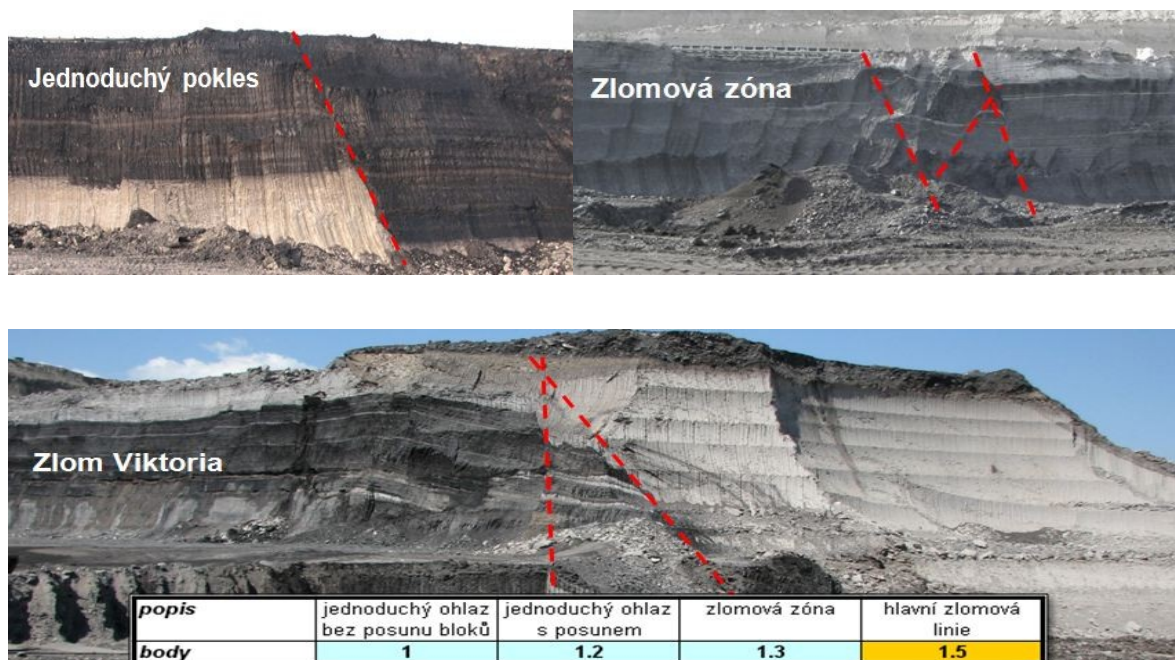 Jednoduchý pokles
Zlomová zóna
Zlom Viktoria
popis
jednoduchý ohlaz
bez posunu bloků
jednoduchý ohlaz
s posunem
zlomová zóna
hlavní zlomová
linie
body
1
1.2
1.3
1.5